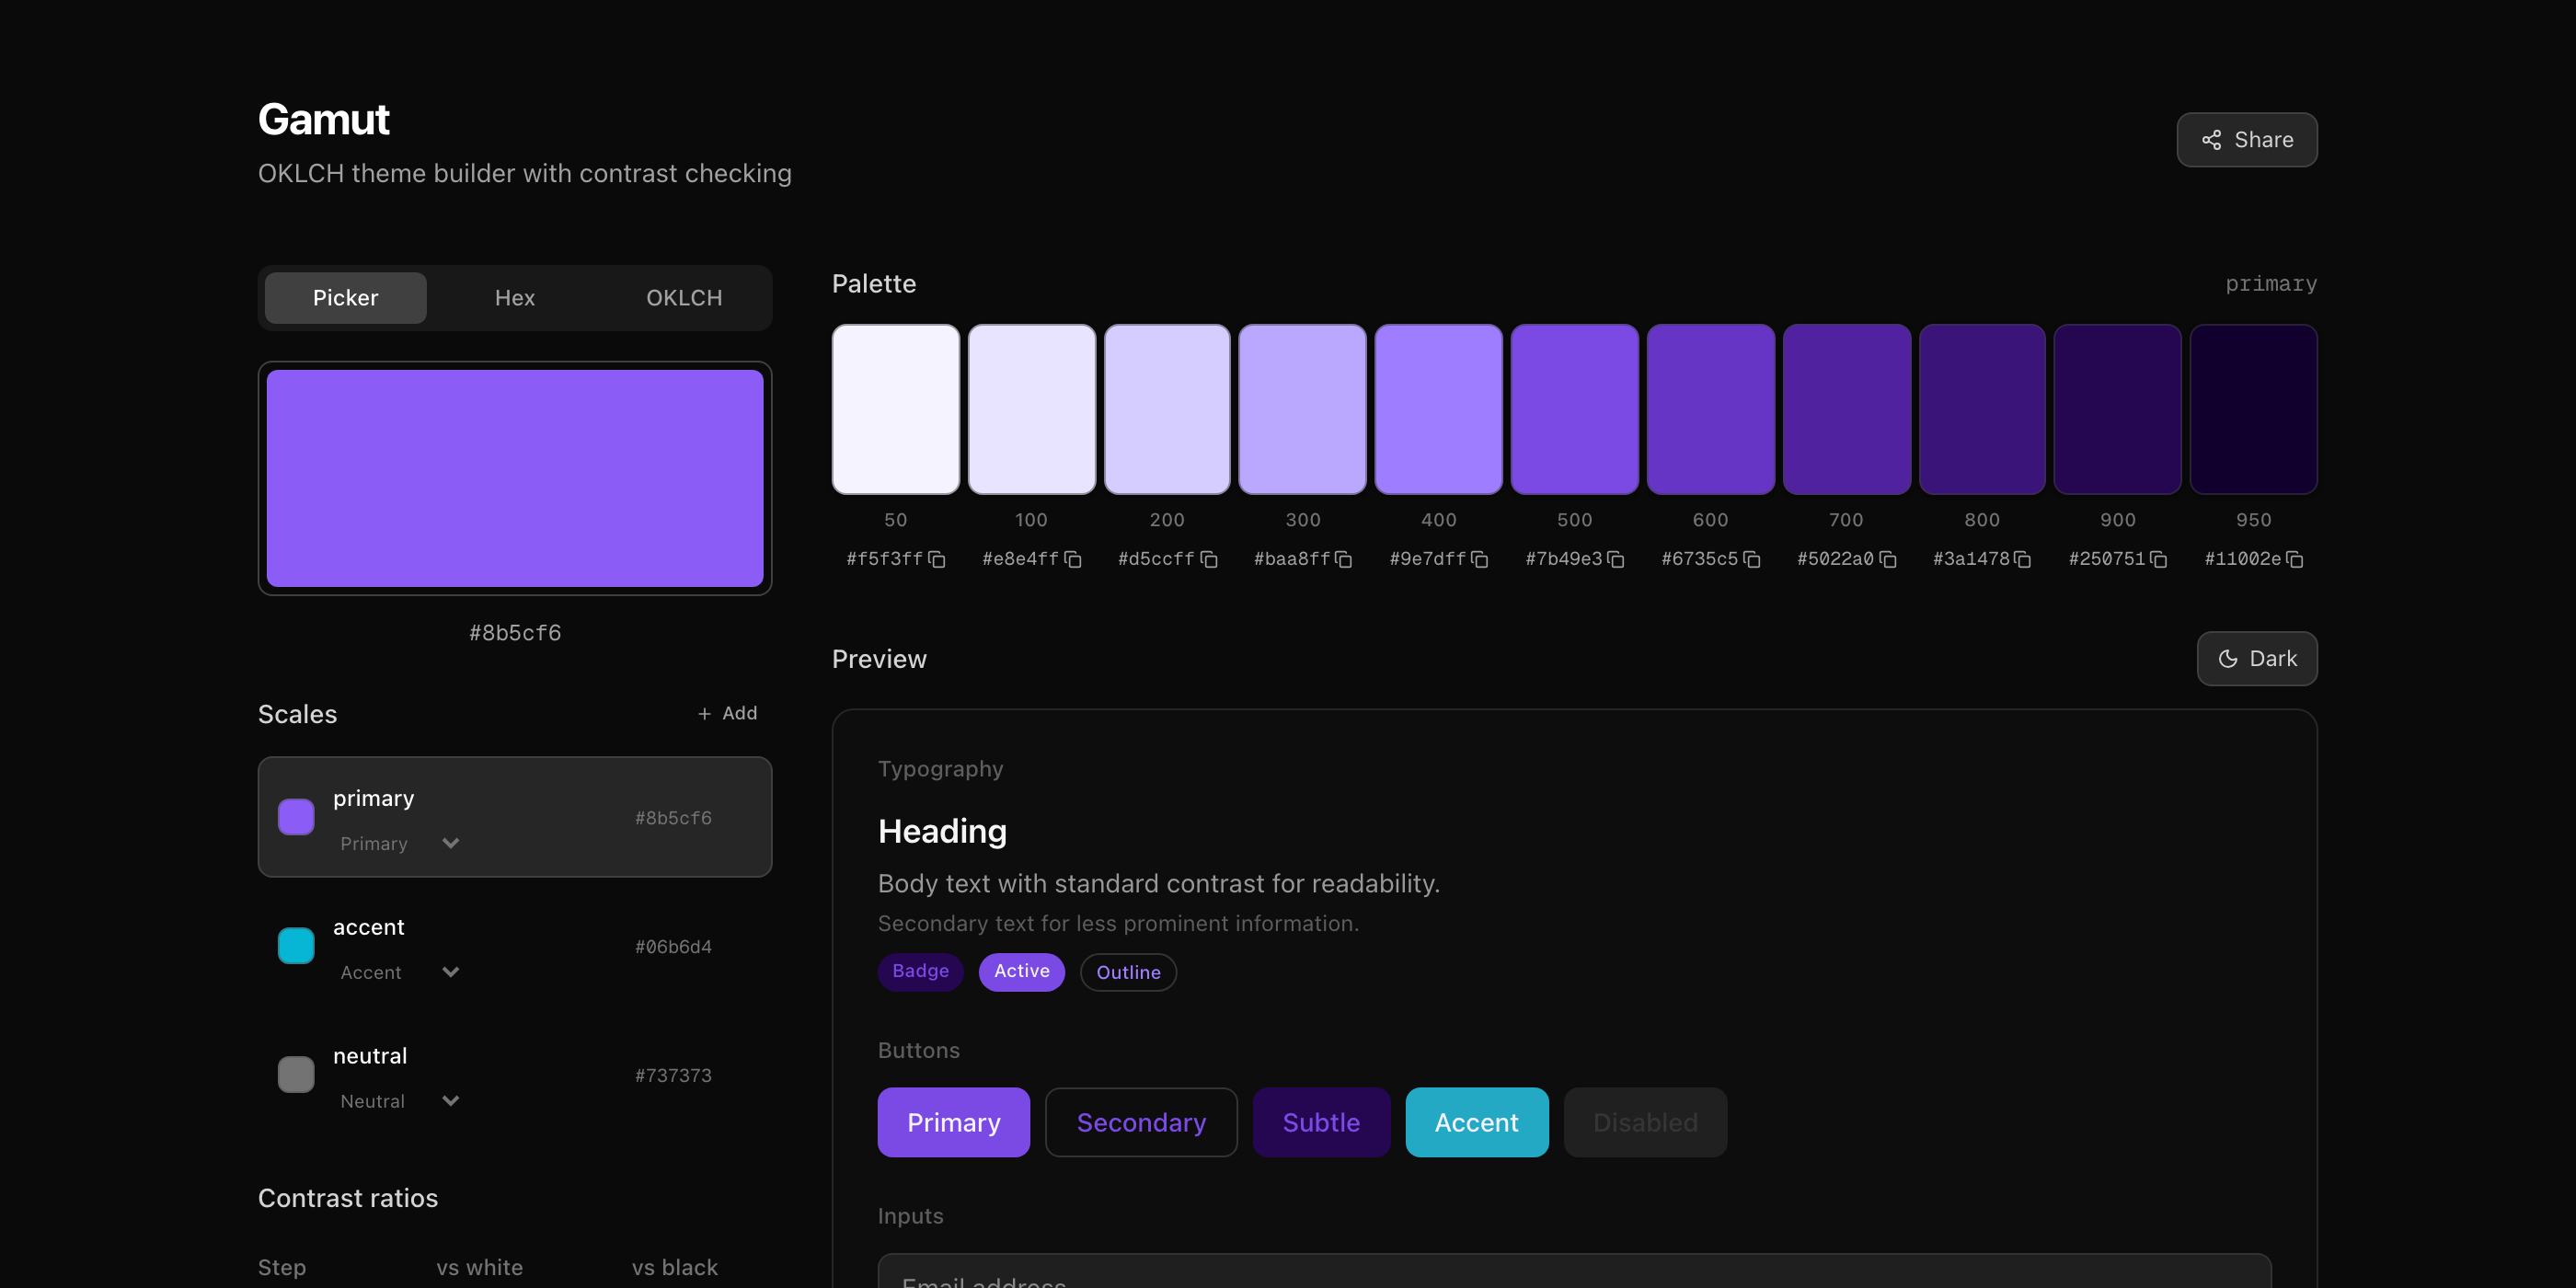 Gamut
OKLCH theme builder with contrast checking
Share
Picker Hex OKLCH
#8b5cf6
Scales + Add
primary
Primary
#8b5cf6
accent
Accent
#06b6d4
neutral
Neutral
#737373
Contrast ratios
Step vs white vs black
Palette primary
50 100 200 300 400 500 600 700 800 900 950
#f5f3ff #e8e4ff #d5ccff #baa8ff #9e7dff #7b49e3 #6735c5 #5022a0 #3a1478 #250751 #11002e
Preview Dark
Typography
Heading
Body text with standard contrast for readability.
Secondary text for less prominent information.
Badge Active Outline
Buttons
Primary Secondary Subtle Accent Disabled
Inputs
Email address